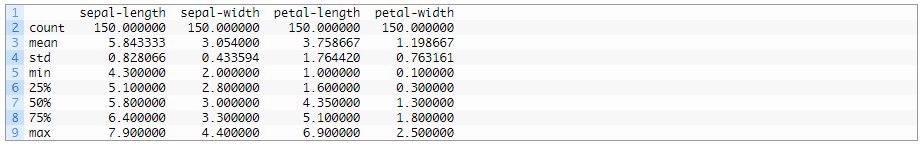 1 sepal-length sepal-width petal-length petal-width
2 count 150.000000 150.000000 150.000000 150.000000
3 mean 5.843333 3.054000 3.758667 1.198667
4 std 0.828066 0.433594 1.764420 0.763161
5 min 4.300000 2.000000 1.000000 0.100000
6 25% 5.100000 2.800000 1.600000 0.300000
7 50% 5.800000 3.000000 4.350000 1.300000
8 75% 6.400000 3.300000 5.100000 1.800000
9 max 7.900000 4.400000 6.900000 2.500000